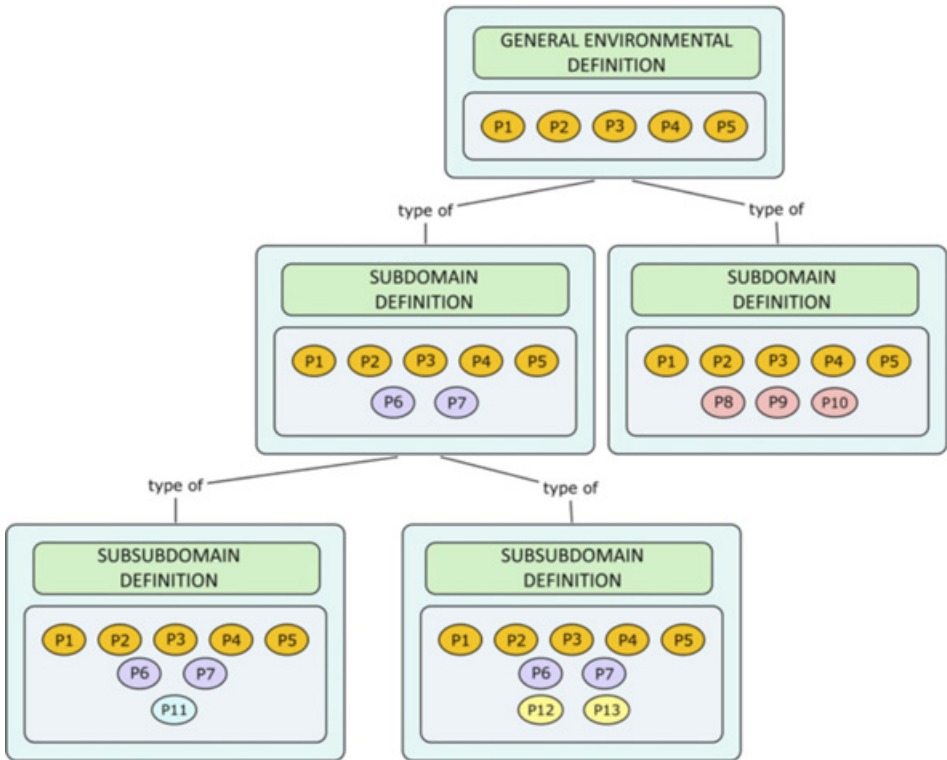 GENERAL ENVIRONMENTAL
DEFINITION
P1 P2 P3 P4 P5
type of
type of
SUBDOMAIN
DEFINITION
P1 P2 P3 P4 P5
P6 P7
SUBDOMAIN
DEFINITION
P1 P2 P3 P4 P5
P8 P9 P10
type of
type of
SUBSUBDOMAIN
DEFINITION
P1 P2 P3 P4 P5
P6 P7
P11
SUBSUBDOMAIN
DEFINITION
P1 P2 P3 P4 P5
P6 P7
P12 P13